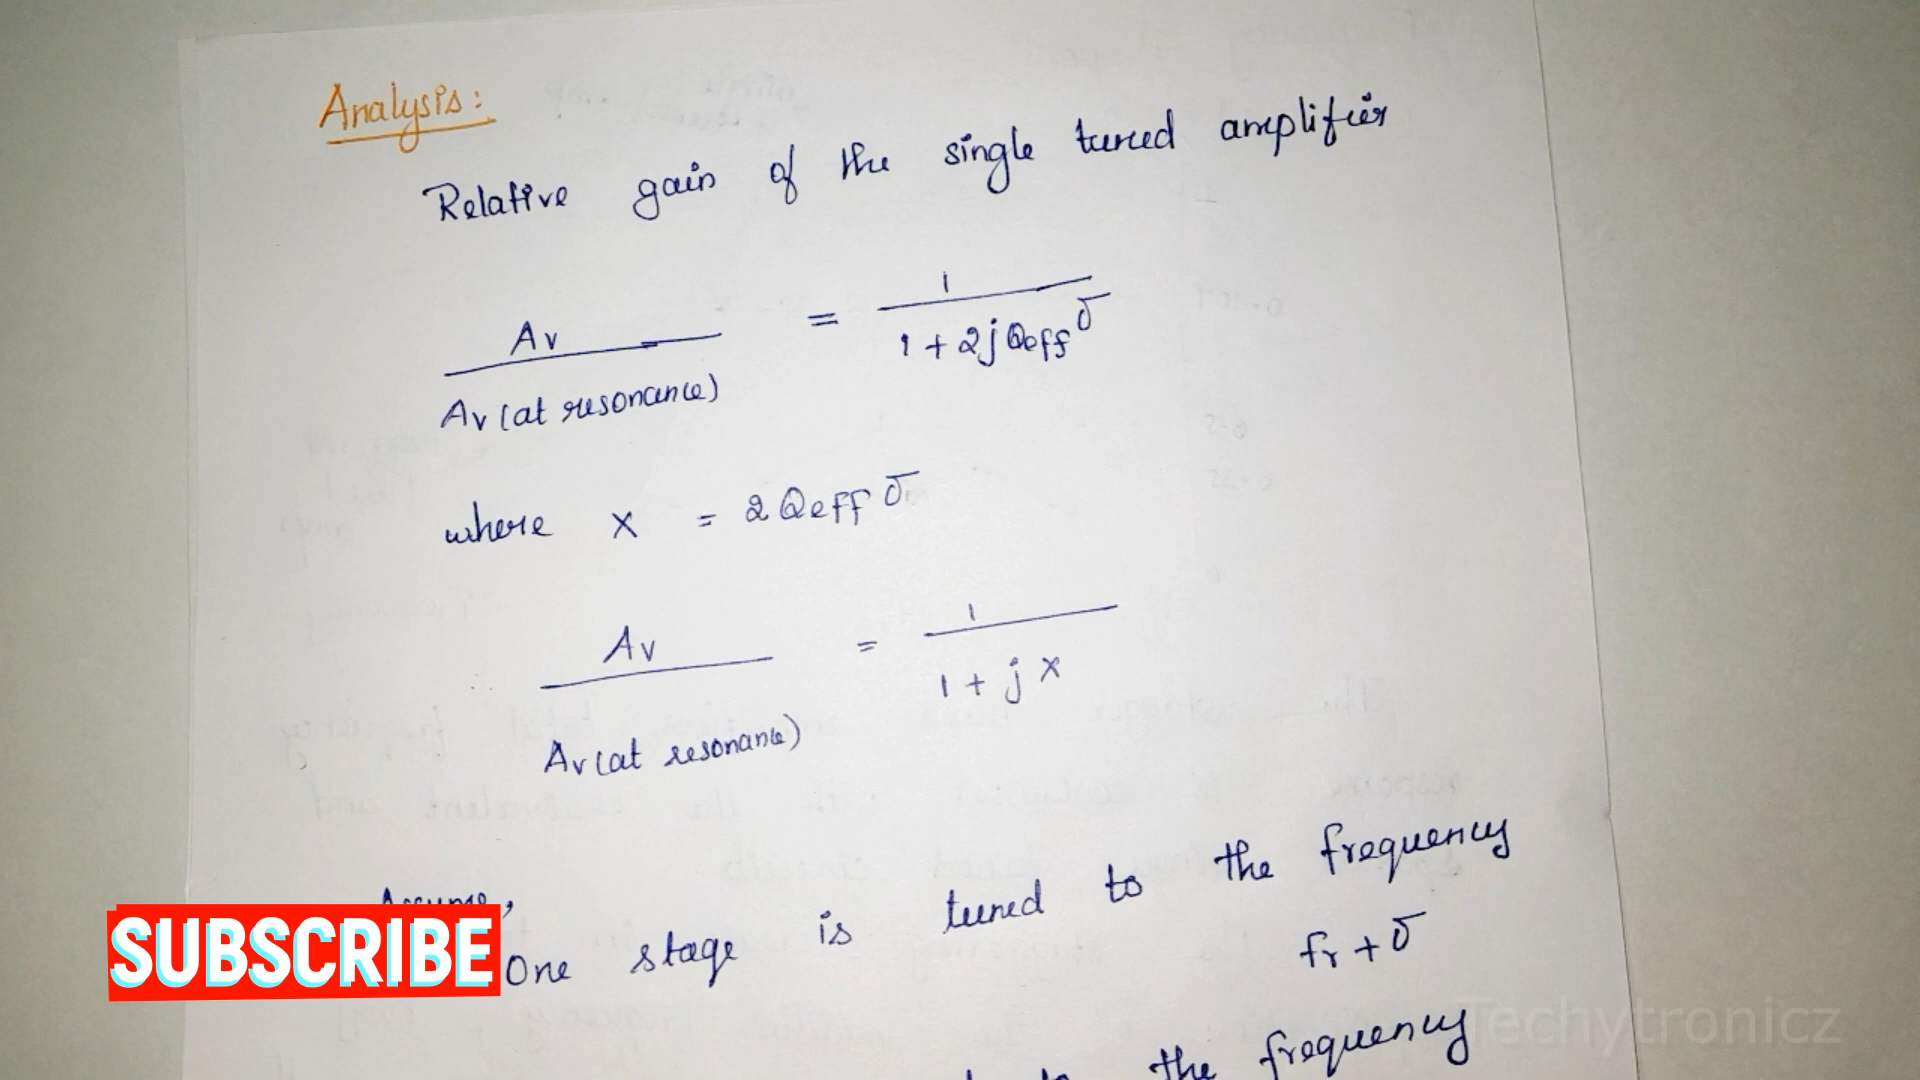 Analysis:
Relative gain of the single tuned amplifier
Av / Av (at resonance) = 1 / 1 + 2j Qeff δ
where x = 2 Qeff δ
Av / Av (at resonance) = 1 / 1 + j x
Assume,
One stage is tuned to the frequency
fr + δ
the frequency
SUBSCRIBE
Techytronicz